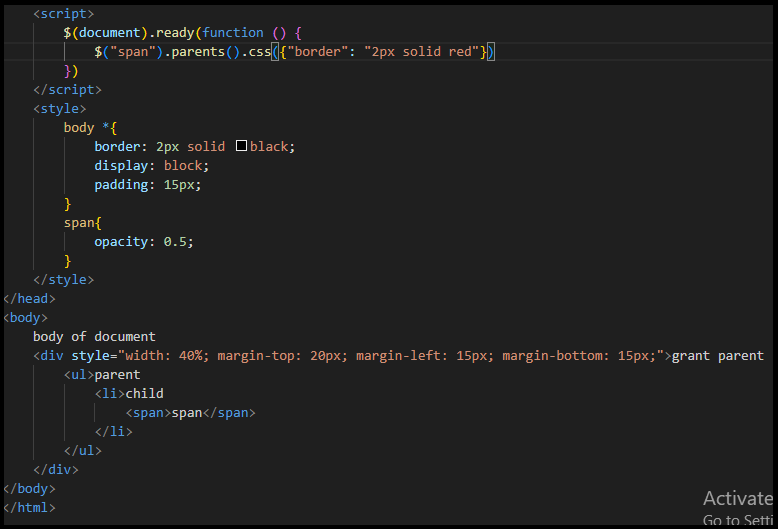 <script>
$(document).ready(function () {
$("span").parents().css({"border": "2px solid red"})
})
</script>
<style>
body *{
border: 2px solid black;
display: block;
padding: 15px;
}
span{
opacity: 0.5;
}
</style>
</head>
<body>
body of document
<div style="width: 40%; margin-top: 20px; margin-left: 15px; margin-bottom: 15px;">grant parent
<ul>parent
<li>child
<span>span</span>
</li>
</ul>
</div>
</body>
</html>
Activate
Go to Setti